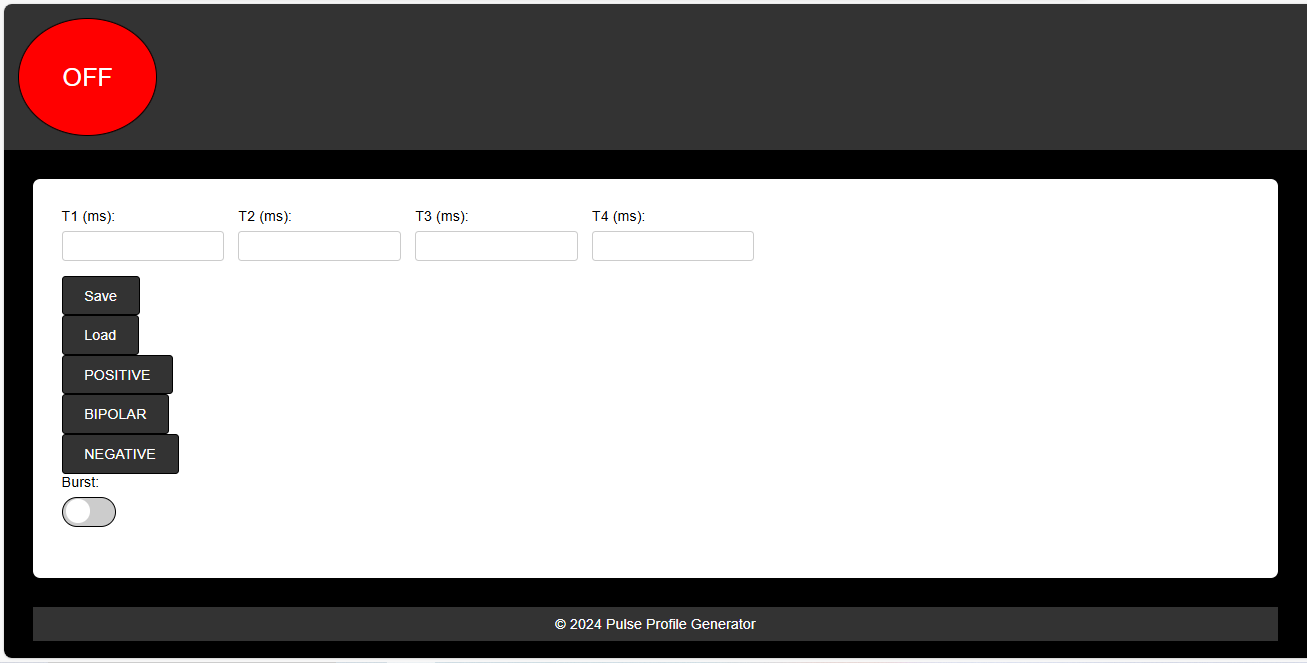 OFF
T1 (ms): T2 (ms): T3 (ms): T4 (ms):
Save
Load
POSITIVE
BIPOLAR
NEGATIVE
Burst:
© 2024 Pulse Profile Generator